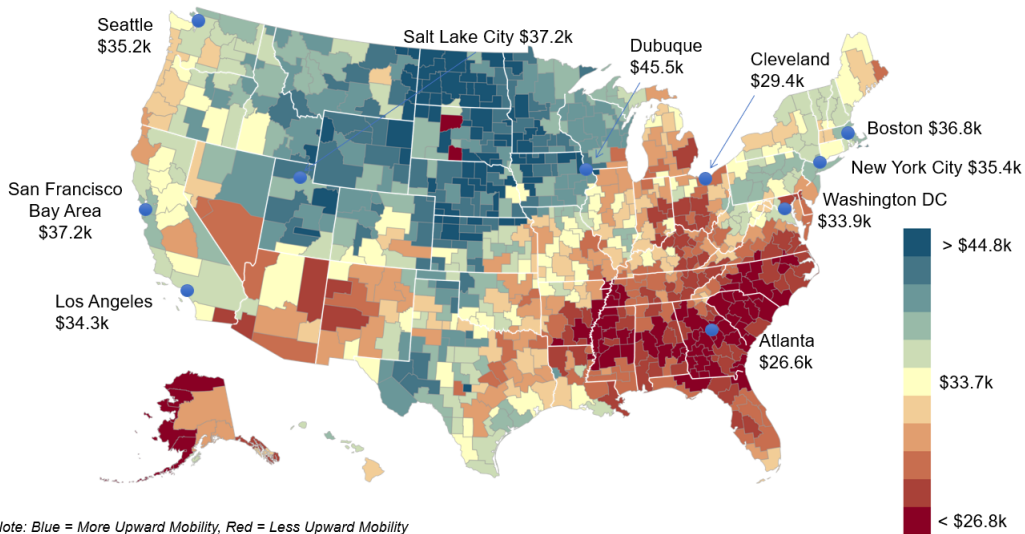 Seattle
$35.2k
Salt Lake City $37.2k
Dubuque
$45.5k
Cleveland
$29.4k
Boston $36.8k
New York City $35.4k
Washington DC
$33.9k
San Francisco
Bay Area
$37.2k
Los Angeles
$34.3k
Atlanta
$26.6k
> $44.8k
$33.7k
< $26.8k
lote: Blue = More Upward Mobility, Red = Less Upward Mobility